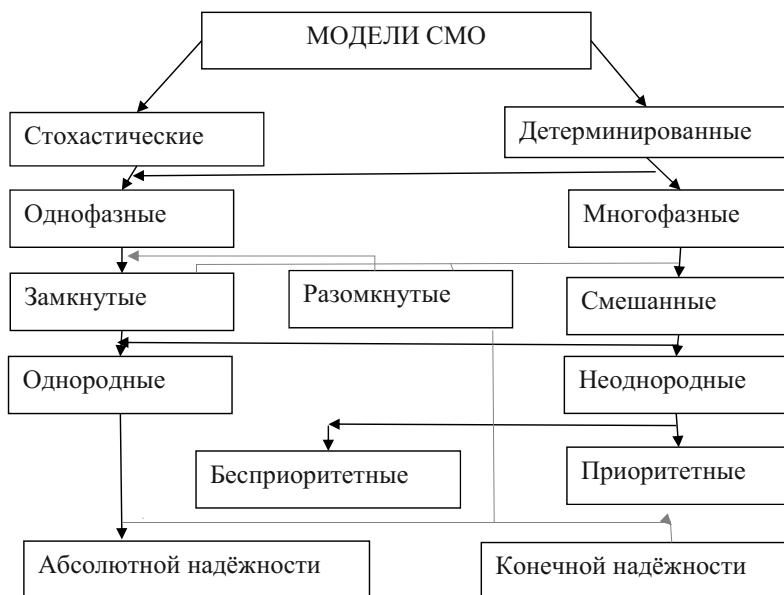 МОДЕЛИ СМО
Стохастические
Детерминированные
Однофазные
Многофазные
Замкнутые
Разомкнутые
Смешанные
Однородные
Неоднородные
Бесприоритетные
Приоритетные
Абсолютной надёжности
Конечной надёжности